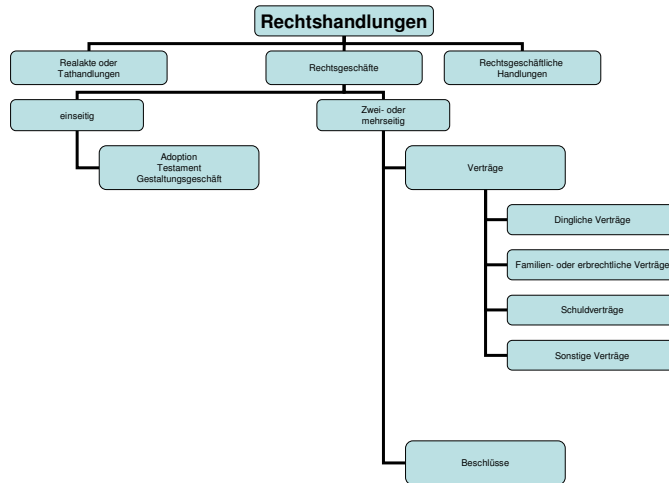 Rechtshandlungen
Realakte oder
Tathandlungen
Rechtsgeschäfte
Rechtsgeschäftliche
Handlungen
einseitig
Zwei- oder
mehrseitig
Adoption
Testament
Gestaltungsgeschäft
Verträge
Dingliche Verträge
Familien- oder erbrechtliche Verträge
Schuldverträge
Sonstige Verträge
Beschlüsse